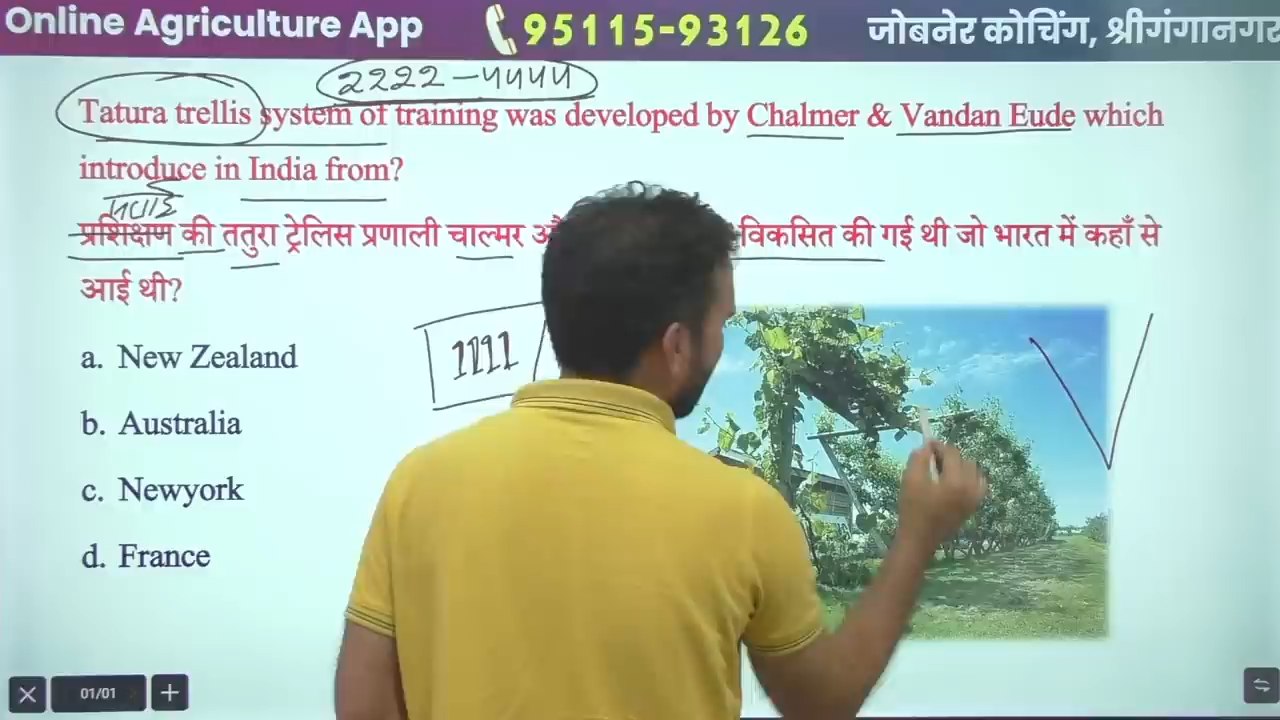 Online Agriculture App 95115-93126 जोबनेर कोचिंग, श्रीगंगानगर
2222 - 4444
Tatura trellis system of training was developed by Chalmer & Vandan Eude which
introduce in India from?
प्रशिक्षण की ततुरा ट्रेलिस प्रणाली चाल्मर विकसित की गई थी जो भारत में कहाँ से
आई थी?
a. New Zealand
b. Australia
c. Newyork
d. France
01/01